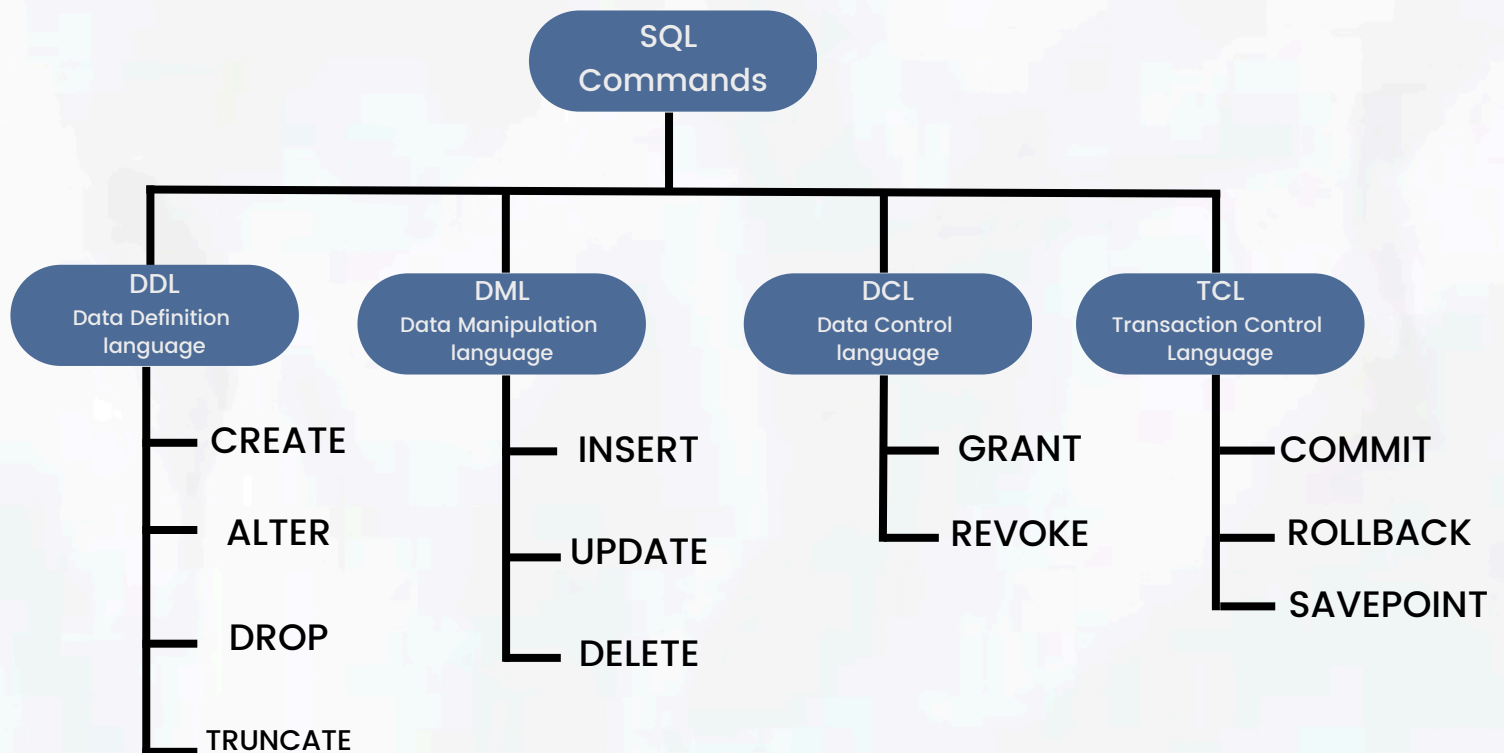 SQL
Commands
DDL
Data Definition
language
CREATE
ALTER
DROP
TRUNCATE
DML
Data Manipulation
language
INSERT
UPDATE
DELETE
DCL
Data Control
language
GRANT
REVOKE
TCL
Transaction Control
Language
COMMIT
ROLLBACK
SAVEPOINT